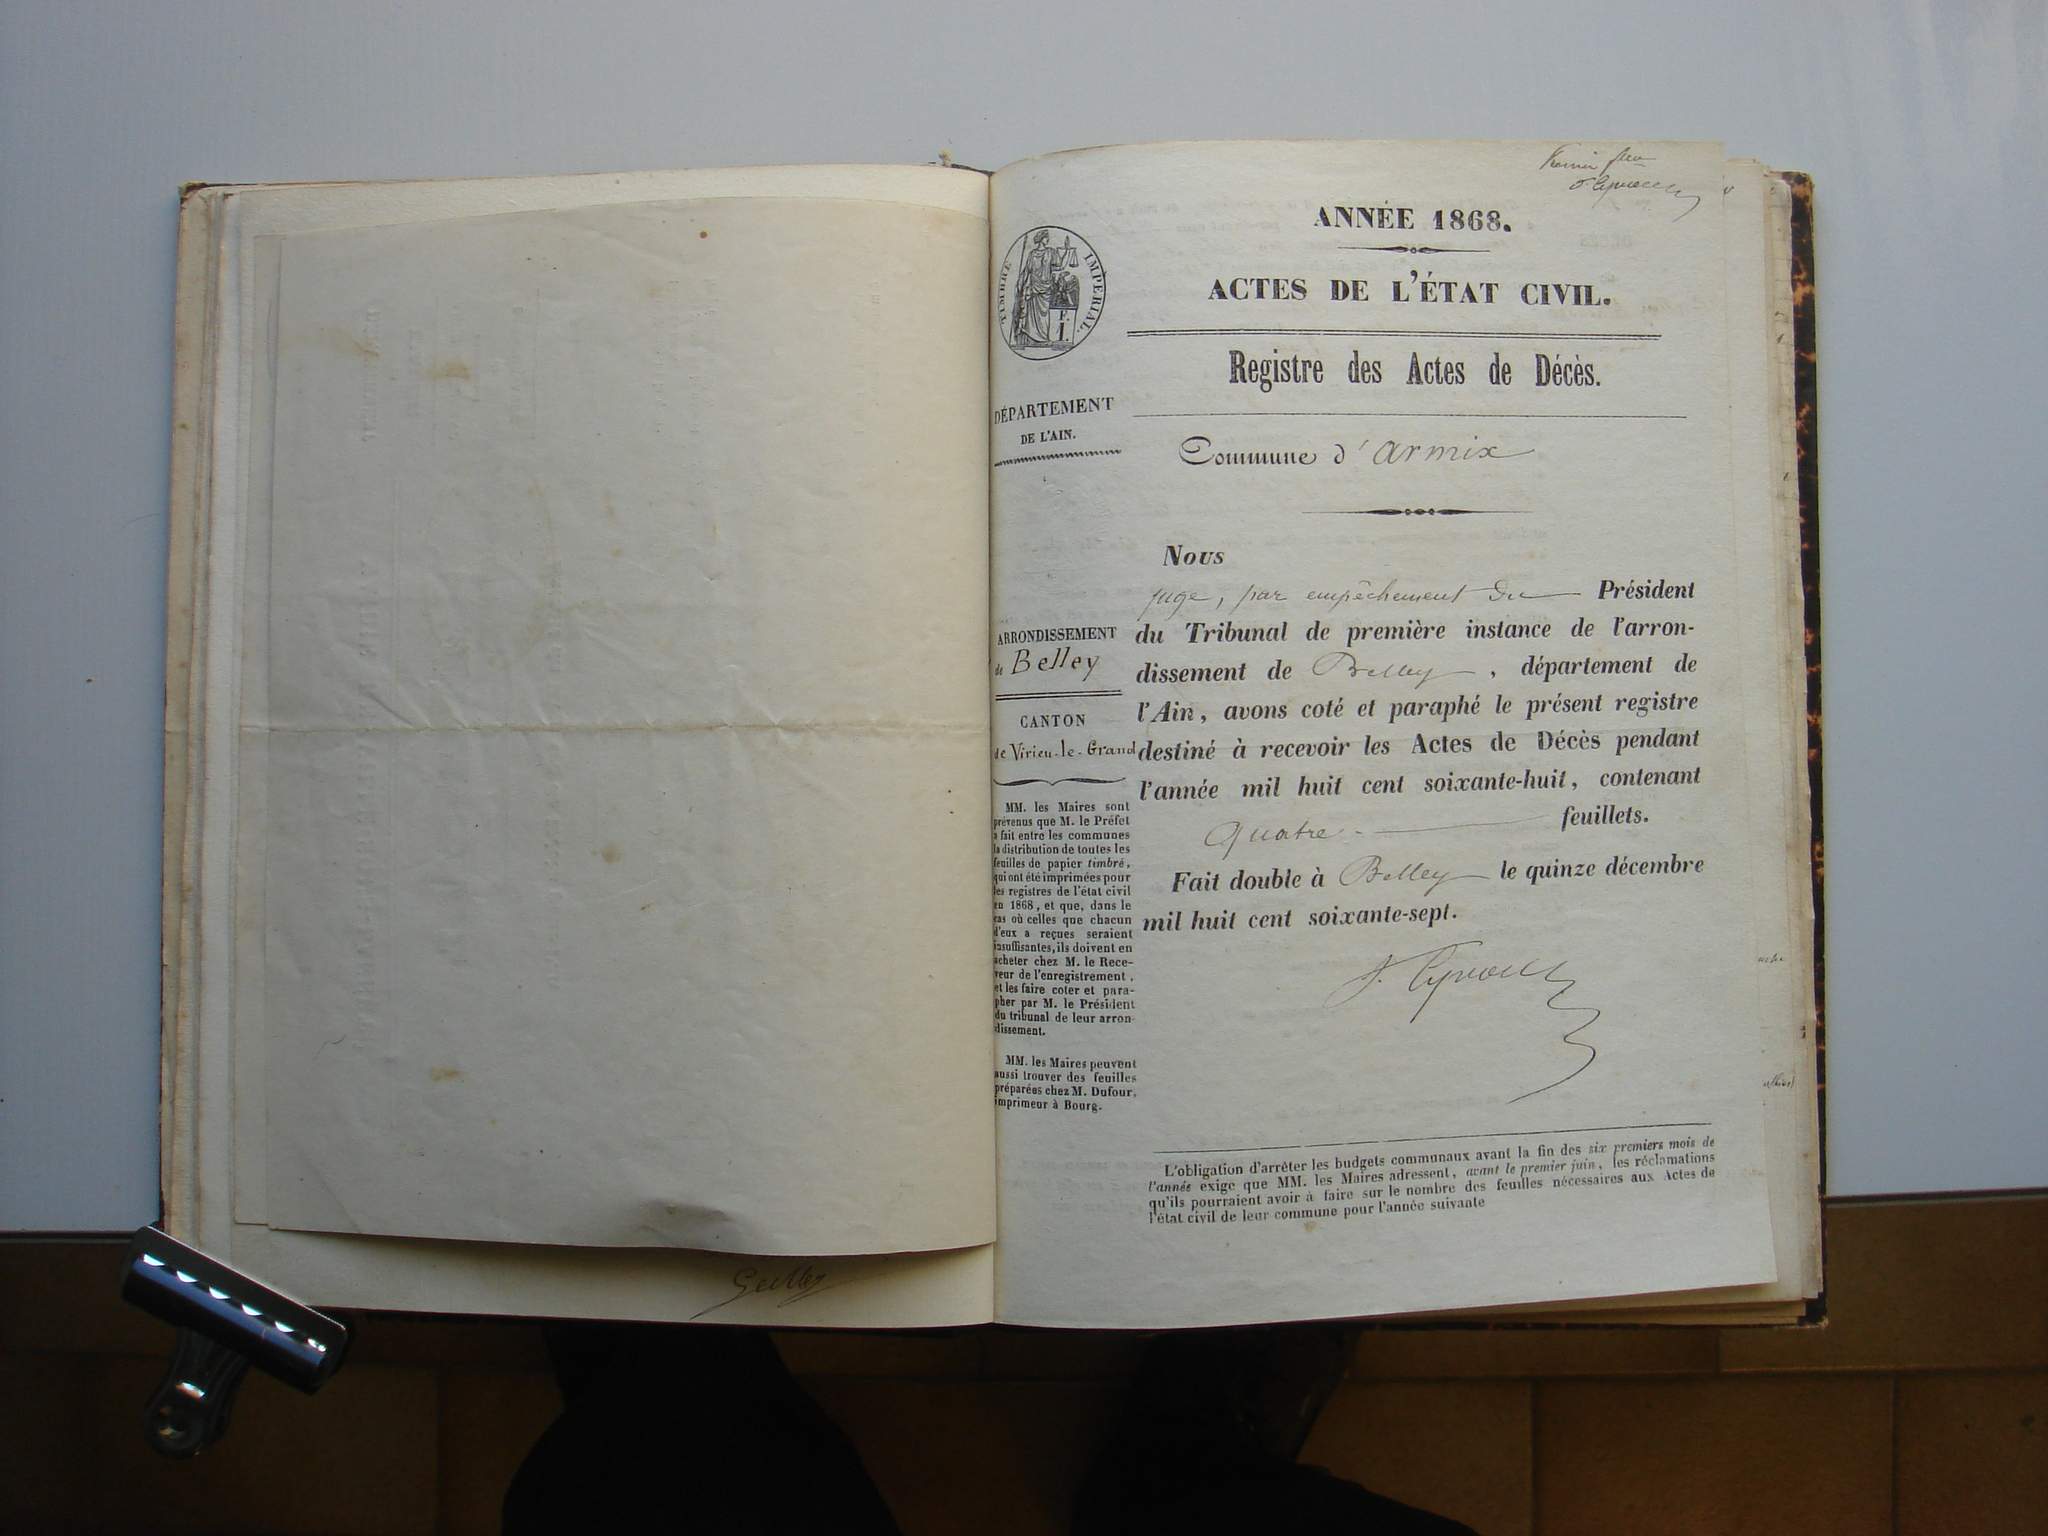 Premier
ANNÉE 1868.
ACTES DE L'ÉTAT CIVIL.
TIMBRE IMPÉRIAL.
Registre des Actes de Décès.
DÉPARTEMENT
DE L'AIN.
Commune d'Armix
ARRONDISSEMENT
de Belley
CANTON
de Virieu-le-Grand
MM. les Maires sont
prévenus que M. le Préfet
a fait entre les communes
la distribution de toutes les
feuilles de papier timbré,
qui ont été imprimées pour
les registres de l'état civil
en 1868, et que, dans le
cas où celles que chacun
d'eux a reçues seraient
insuffisantes, ils doivent en
acheter chez M. le Rece-
veur de l'enregistrement,
et les faire coter et para-
pher par M. le Président
du tribunal de leur arron-
dissement.
MM. les Maires peuvent
aussi trouver des feuilles
préparées chez M. Dufour,
imprimeur à Bourg.
Nous
juge, par empêchement du Président
du Tribunal de première instance de l'arron-
dissement de Belley, département de
l'Ain, avons coté et paraphé le présent registre
destiné à recevoir les Actes de Décès pendant
l'année mil huit cent soixante-huit, contenant
quatre feuillets.
Fait double à Belley le quinze décembre
mil huit cent soixante-sept.
L'obligation d'arrêter les budgets communaux avant la fin des six premiers mois de
l'année exige que MM. les Maires adressent, avant le premier juin, les réclamations
qu'ils pourraient avoir à faire sur le nombre des feuilles nécessaires aux Actes de
l'état civil de leur commune pour l'année suivante